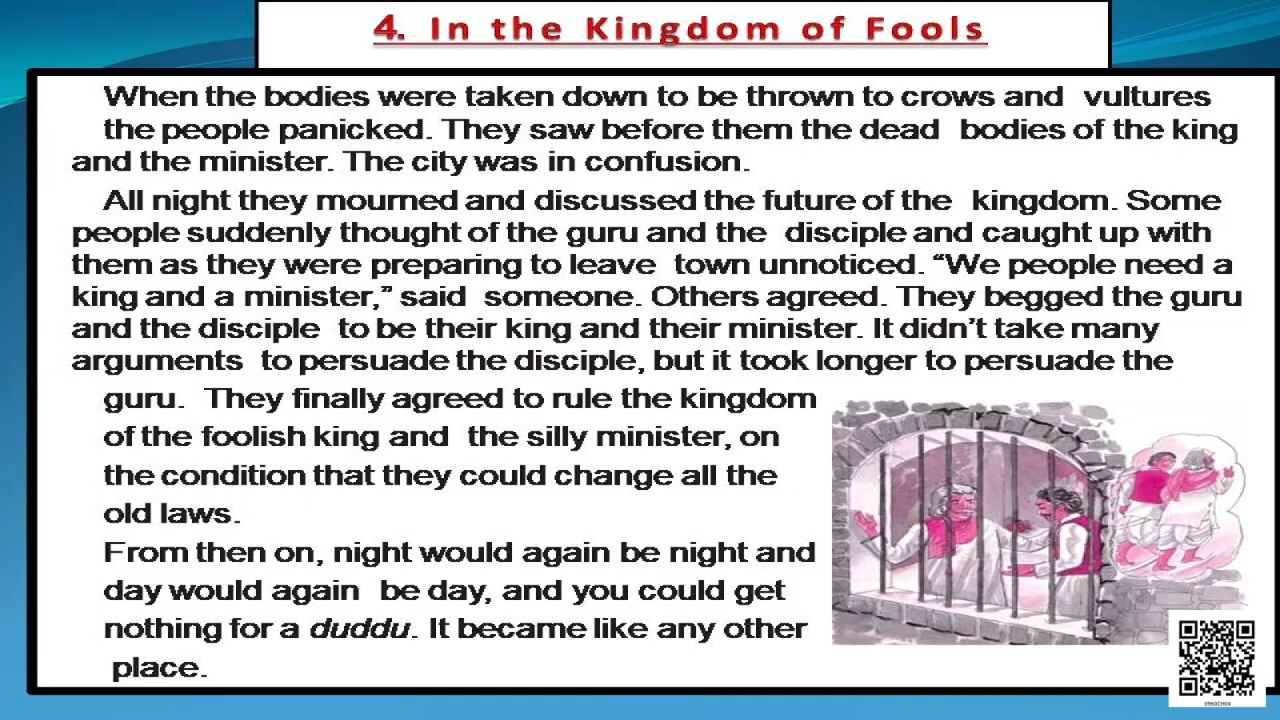 4. In the Kingdom of Fools
When the bodies were taken down to be thrown to crows and vultures
the people panicked. They saw before them the dead bodies of the king
and the minister. The city was in confusion.
All night they mourned and discussed the future of the kingdom. Some
people suddenly thought of the guru and the disciple and caught up with
them as they were preparing to leave town unnoticed. “We people need a
king and a minister,” said someone. Others agreed. They begged the guru
and the disciple to be their king and their minister. It didn’t take many
arguments to persuade the disciple, but it took longer to persuade the
guru. They finally agreed to rule the kingdom
of the foolish king and the silly minister, on
the condition that they could change all the
old laws.
From then on, night would again be night and
day would again be day, and you could get
nothing for a duddu. It became like any other
place.
0960CH04